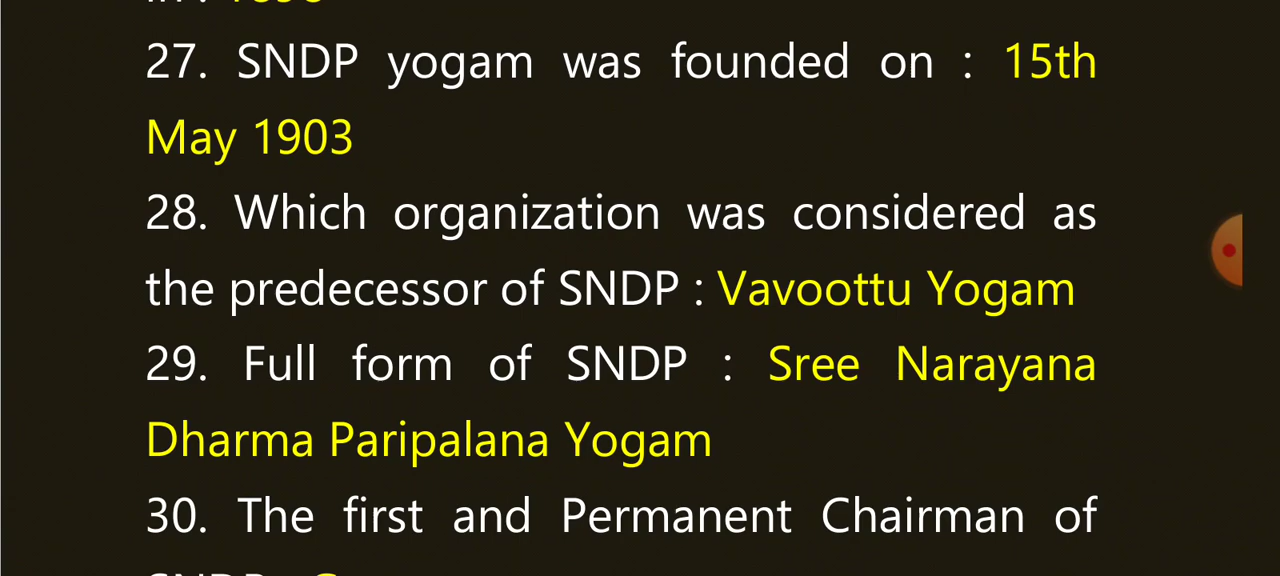 27. SNDP yogam was founded on : 15th
May 1903
28. Which organization was considered as
the predecessor of SNDP : Vavoottu Yogam
29. Full form of SNDP : Sree Narayana
Dharma Paripalana Yogam
30. The first and Permanent Chairman of